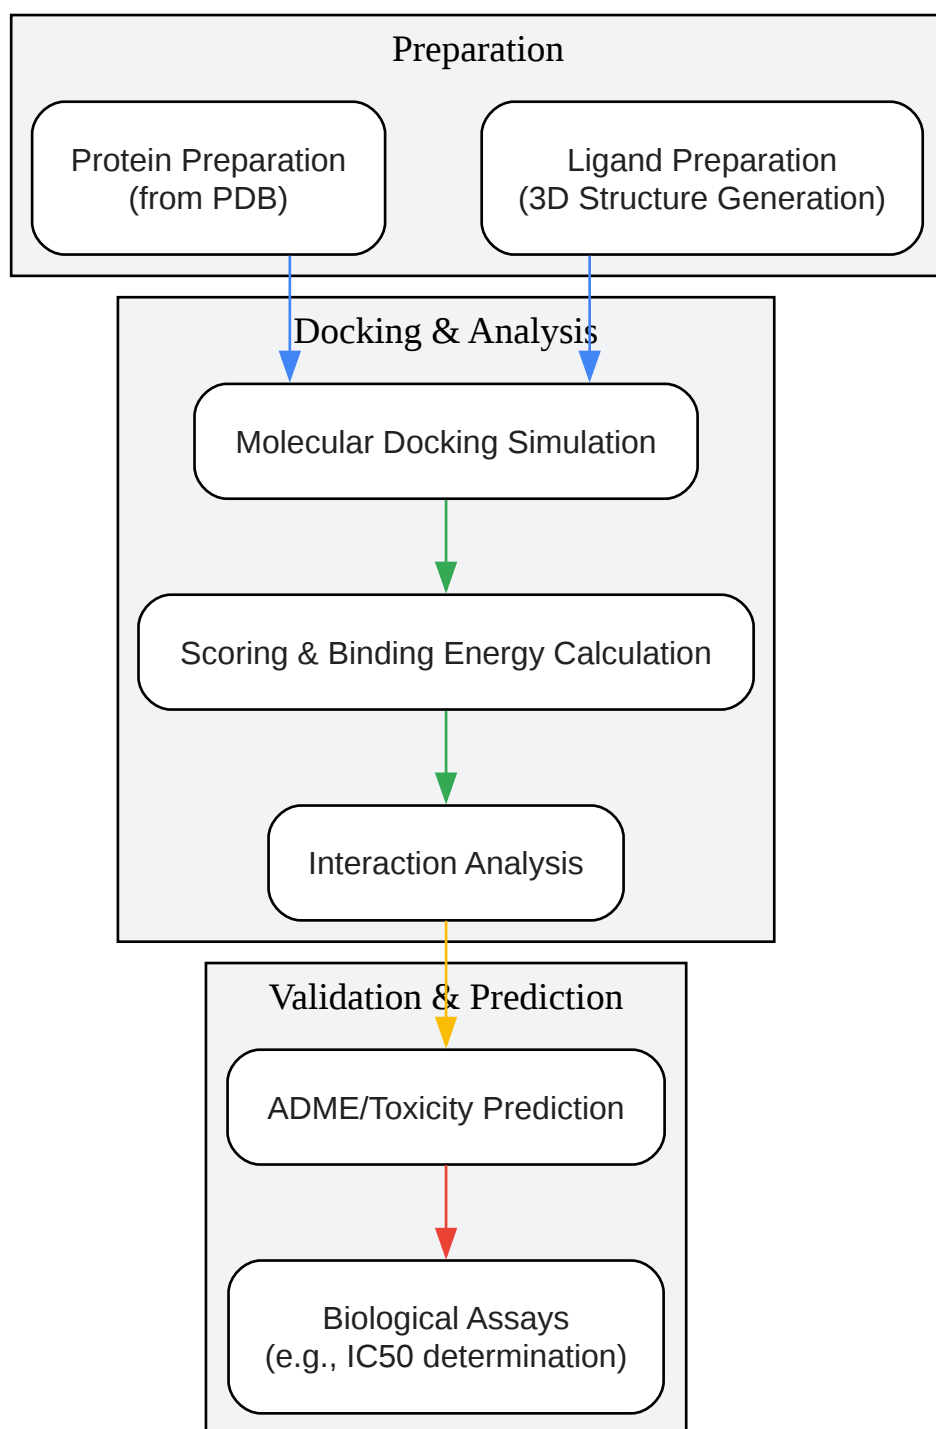 Preparation
Protein Preparation
(from PDB)
Ligand Preparation
(3D Structure Generation)
Docking & Analysis
Molecular Docking Simulation
Scoring & Binding Energy Calculation
Interaction Analysis
Validation & Prediction
ADME/Toxicity Prediction
Biological Assays
(e.g., IC50 determination)